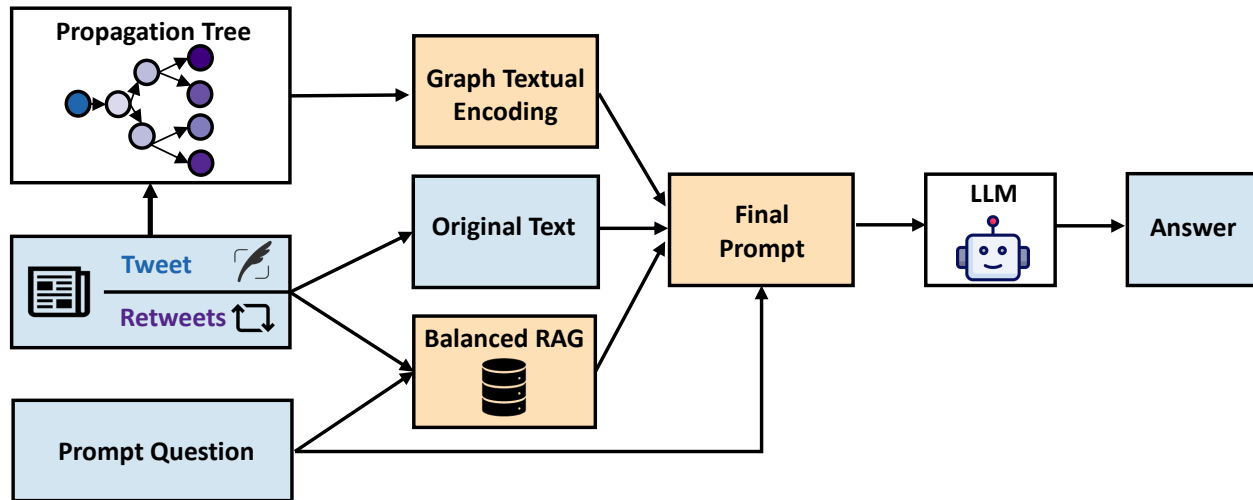 Propagation Tree
Graph Textual
Encoding
Tweet
Retweets
Original Text
Balanced RAG
Prompt Question
Final
Prompt
LLM
Answer